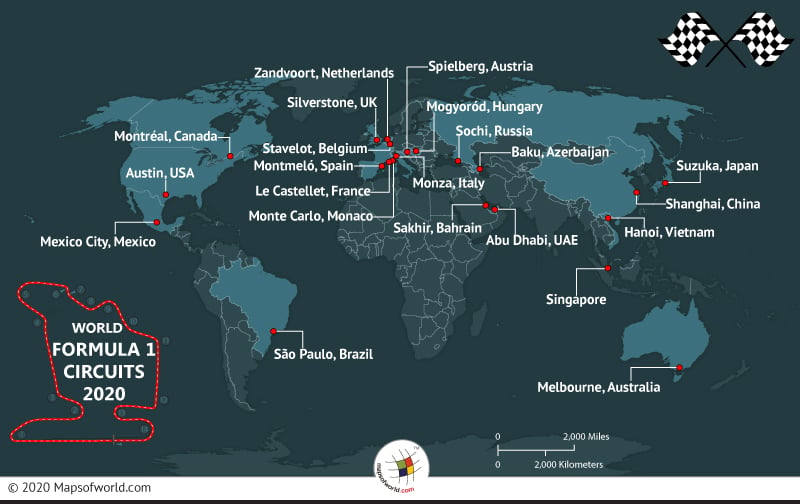 Spielberg, Austria
Zandvoort, Netherlands
Silverstone, UK
Mogyoród, Hungary
Montréal, Canada
Stavelot, Belgium
Sochi, Russia
Baku, Azerbaijan
Montmeló, Spain
Suzuka, Japan
Austin, USA
Le Castellet, France
Monza, Italy
Shanghai, China
Monte Carlo, Monaco
Sakhir, Bahrain
Hanoi, Vietnam
Mexico City, Mexico
Abu Dhabi, UAE
Singapore
WORLD
FORMULA 1
CIRCUITS
2020
São Paulo, Brazil
Melbourne, Australia
0 2,000 Miles
0 2,000 Kilometers
mapsofworld.com
TM
© 2020 Mapsofworld.com